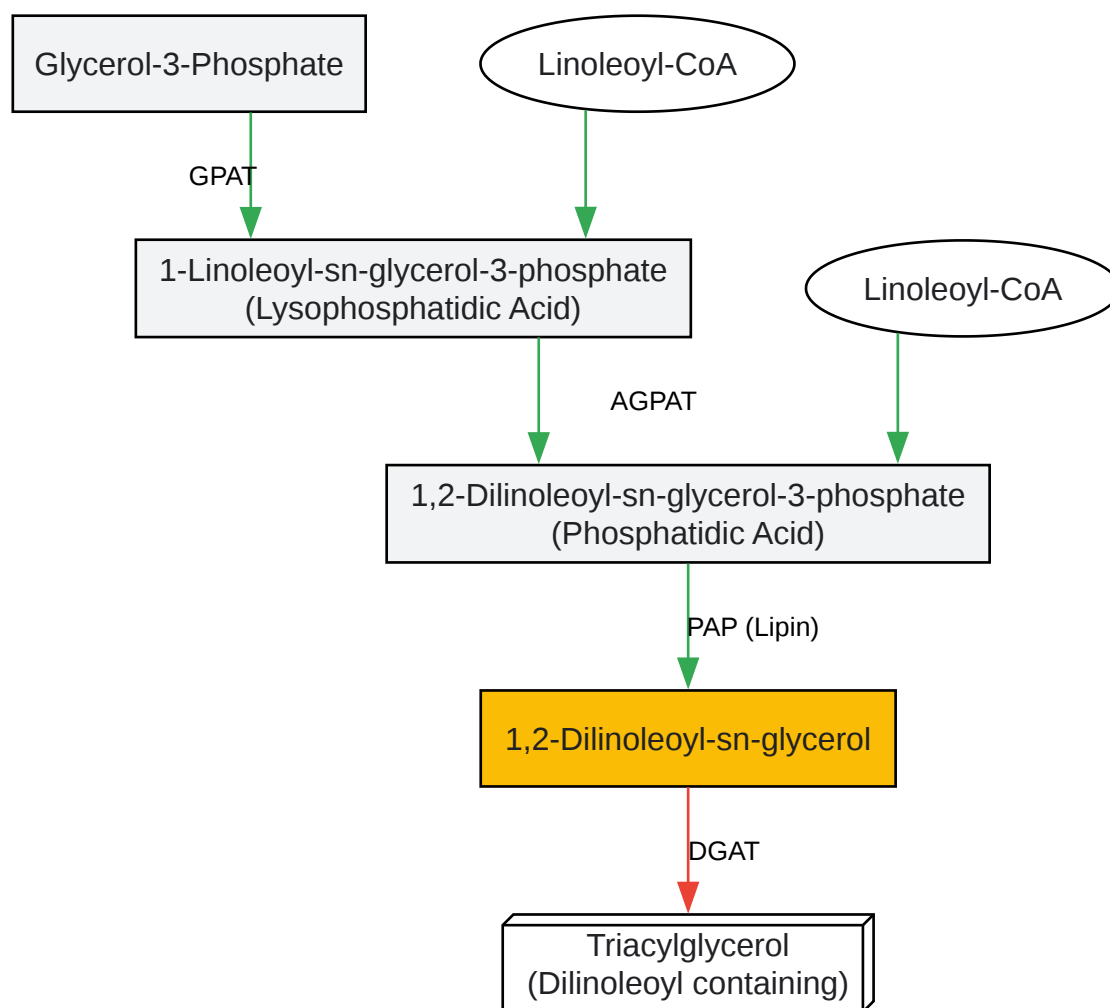 Glycerol-3-Phosphate
Linoleoyl-CoA
GPAT
1-Linoleoyl-sn-glycerol-3-phosphate
(Lysophosphatidic Acid)
Linoleoyl-CoA
AGPAT
1,2-Dilinoleoyl-sn-glycerol-3-phosphate
(Phosphatidic Acid)
PAP (Lipin)
1,2-Dilinoleoyl-sn-glycerol
DGAT
Triacylglycerol
(Dilinoleoyl containing)